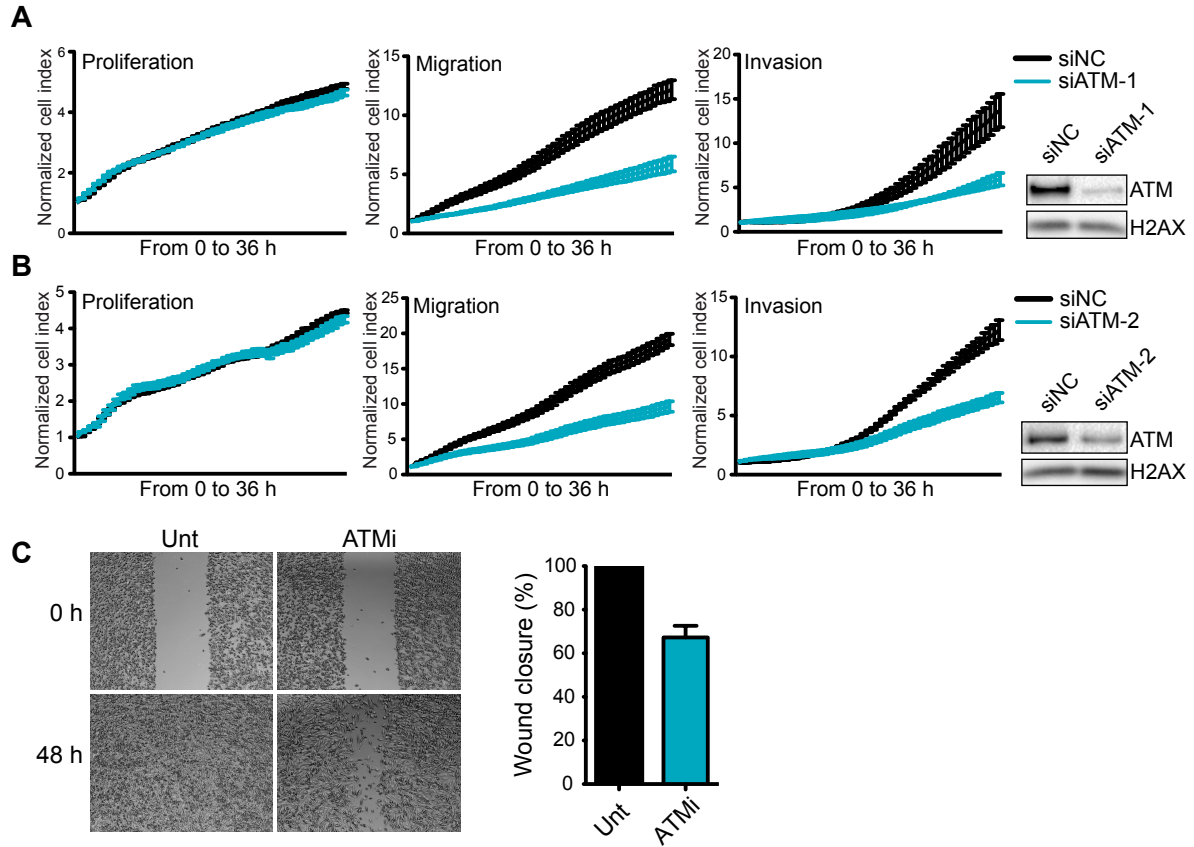 A
Proliferation
Normalized cell index
6
4
2
0
From 0 to 36 h
Migration
Normalized cell index
15
10
5
0
From 0 to 36 h
Invasion
Normalized cell index
20
15
10
5
0
From 0 to 36 h
siNC
siATM-1
siNC siATM-1
ATM
H2AX
B
Proliferation
Normalized cell index
5
4
3
2
1
0
From 0 to 36 h
Migration
Normalized cell index
25
20
15
10
5
0
From 0 to 36 h
Invasion
Normalized cell index
15
10
5
0
From 0 to 36 h
siNC
siATM-2
siNC siATM-2
ATM
H2AX
C
Unt ATMi
0 h
48 h
Wound closure (%)
100
80
60
40
20
0
Unt ATMi